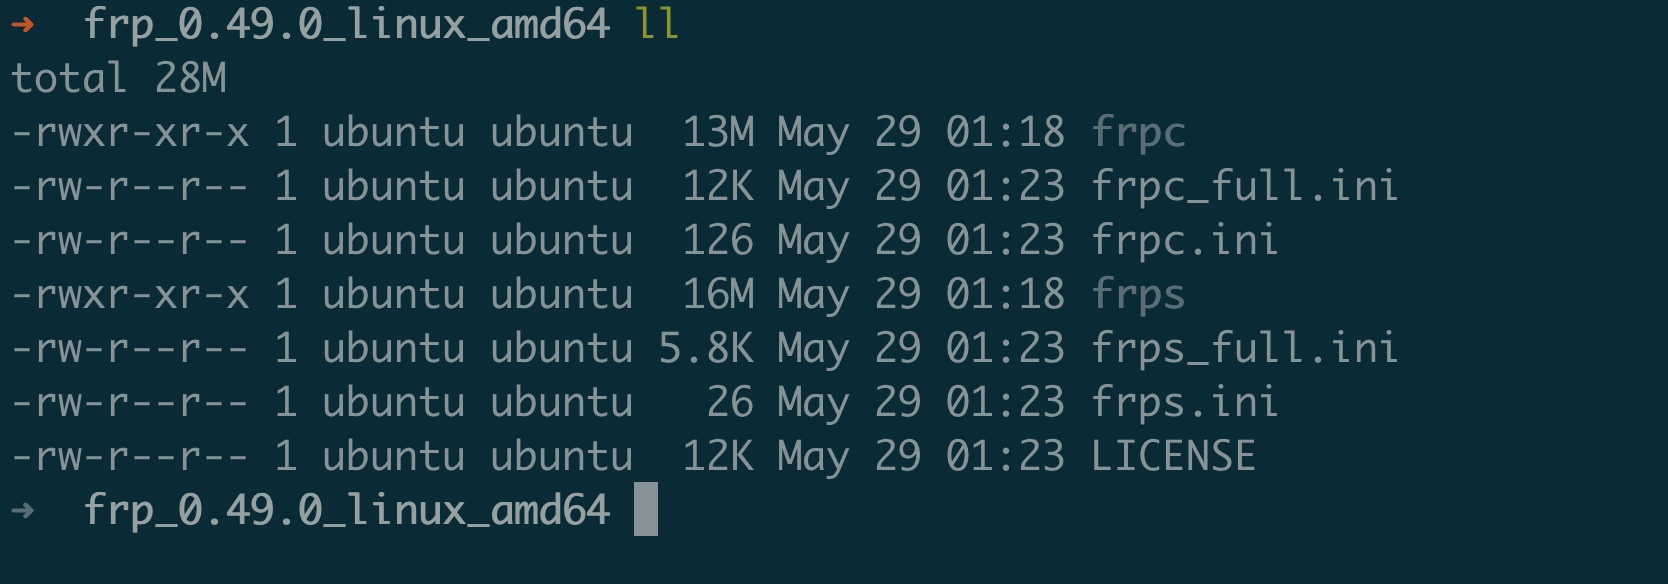 ➜  frp_0.49.0_linux_amd64 ll
total 28M
-rwxr-xr-x 1 ubuntu ubuntu  13M May 29 01:18 frpc
-rw-r--r-- 1 ubuntu ubuntu  12K May 29 01:23 frpc_full.ini
-rw-r--r-- 1 ubuntu ubuntu  126 May 29 01:23 frpc.ini
-rwxr-xr-x 1 ubuntu ubuntu  16M May 29 01:18 frps
-rw-r--r-- 1 ubuntu ubuntu 5.8K May 29 01:23 frps_full.ini
-rw-r--r-- 1 ubuntu ubuntu   26 May 29 01:23 frps.ini
-rw-r--r-- 1 ubuntu ubuntu  12K May 29 01:23 LICENSE
➜  frp_0.49.0_linux_amd64